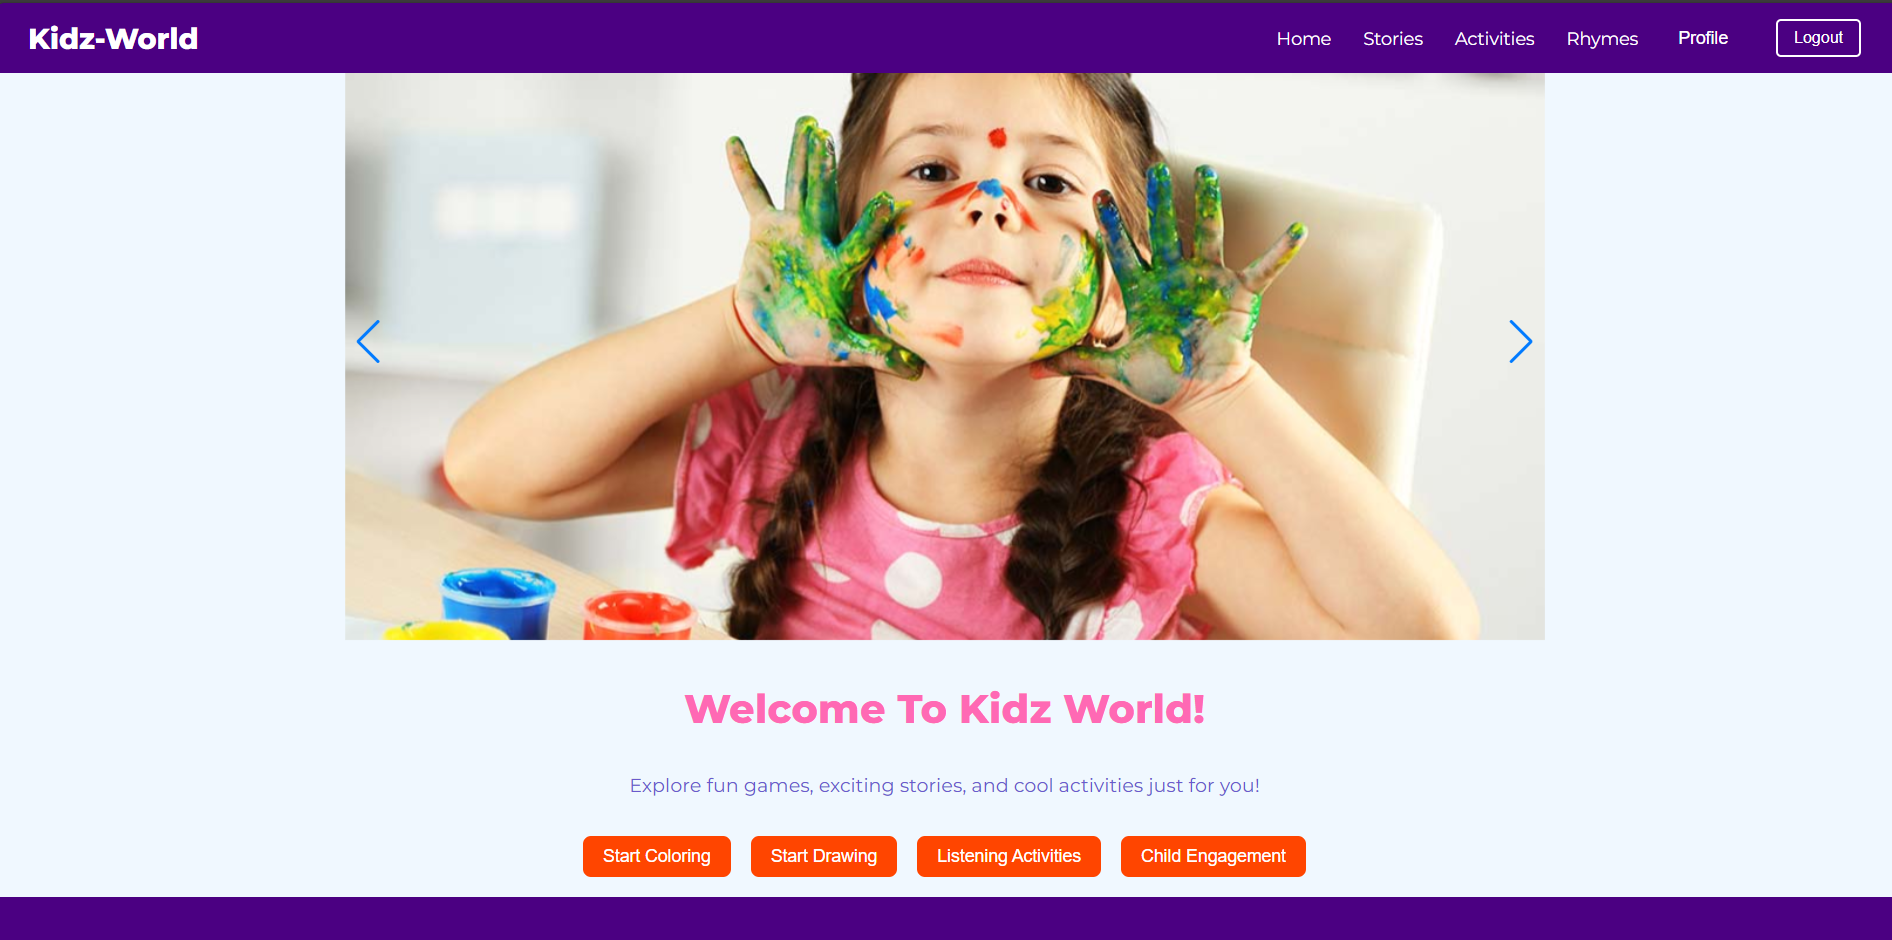 Kidz-World
Home Stories Activities Rhymes Profile Logout
Welcome To Kidz World!
Explore fun games, exciting stories, and cool activities just for you!
Start Coloring Start Drawing Listening Activities Child Engagement